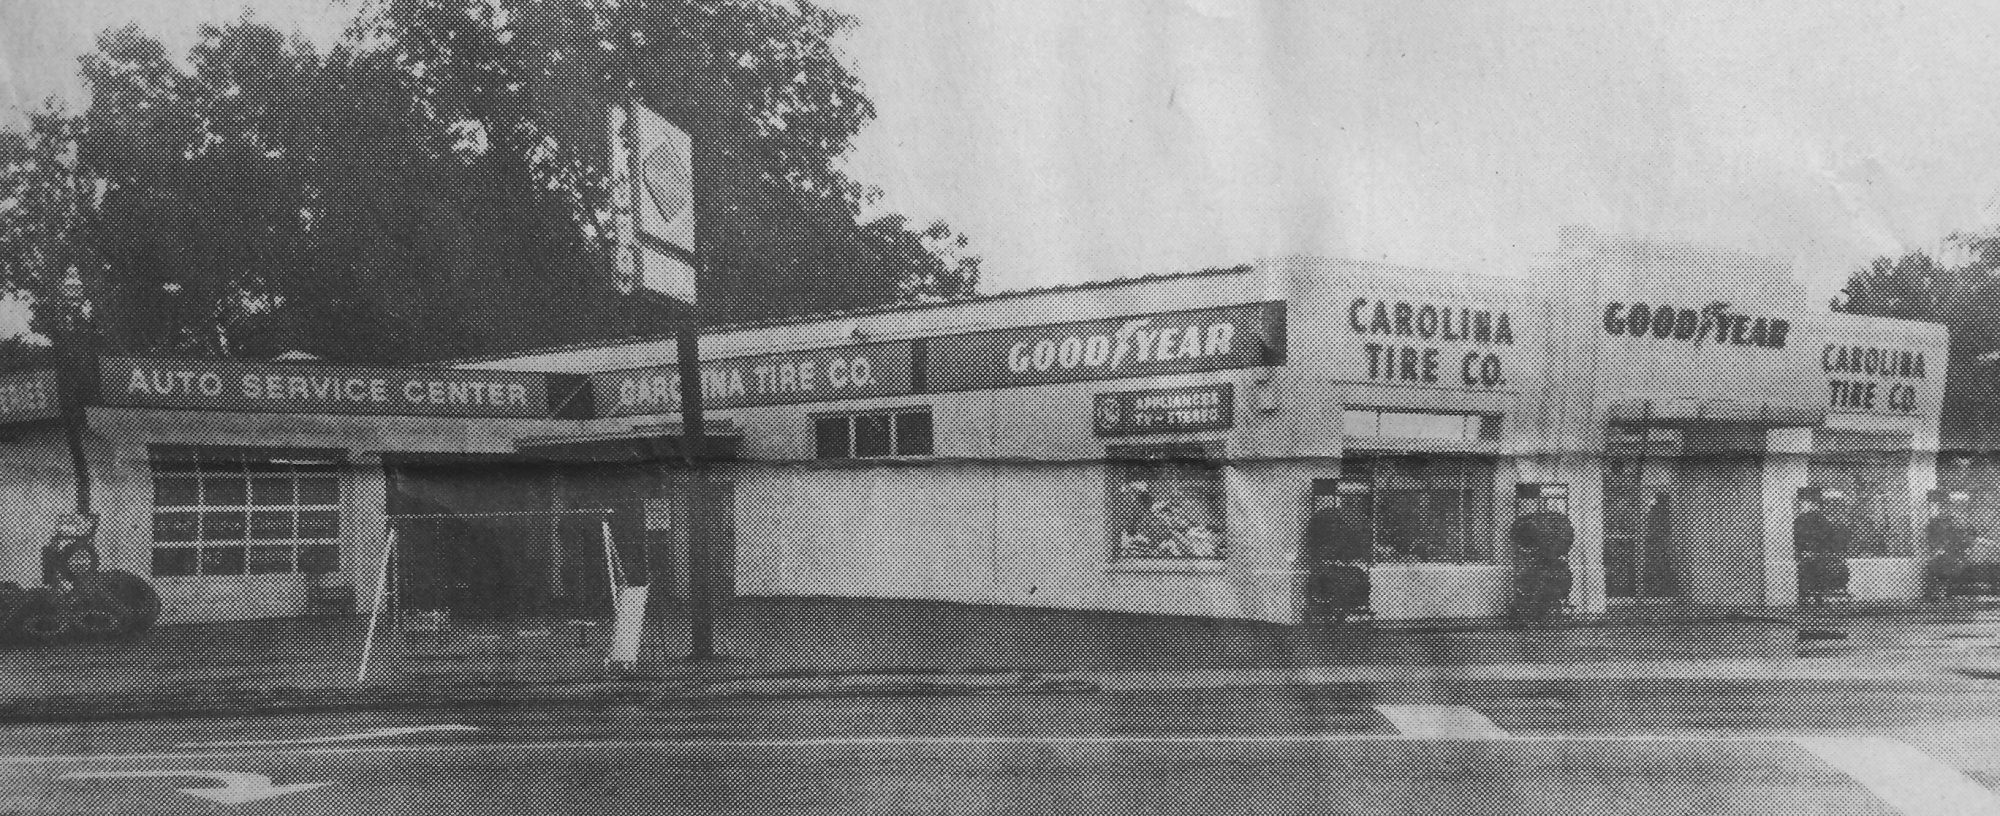 AUTO SERVICE CENTER
CAROLINA TIRE CO.
GOODYEAR
CAROLINA
TIRE CO.
GOODYEAR
CAROLINA
TIRE CO.